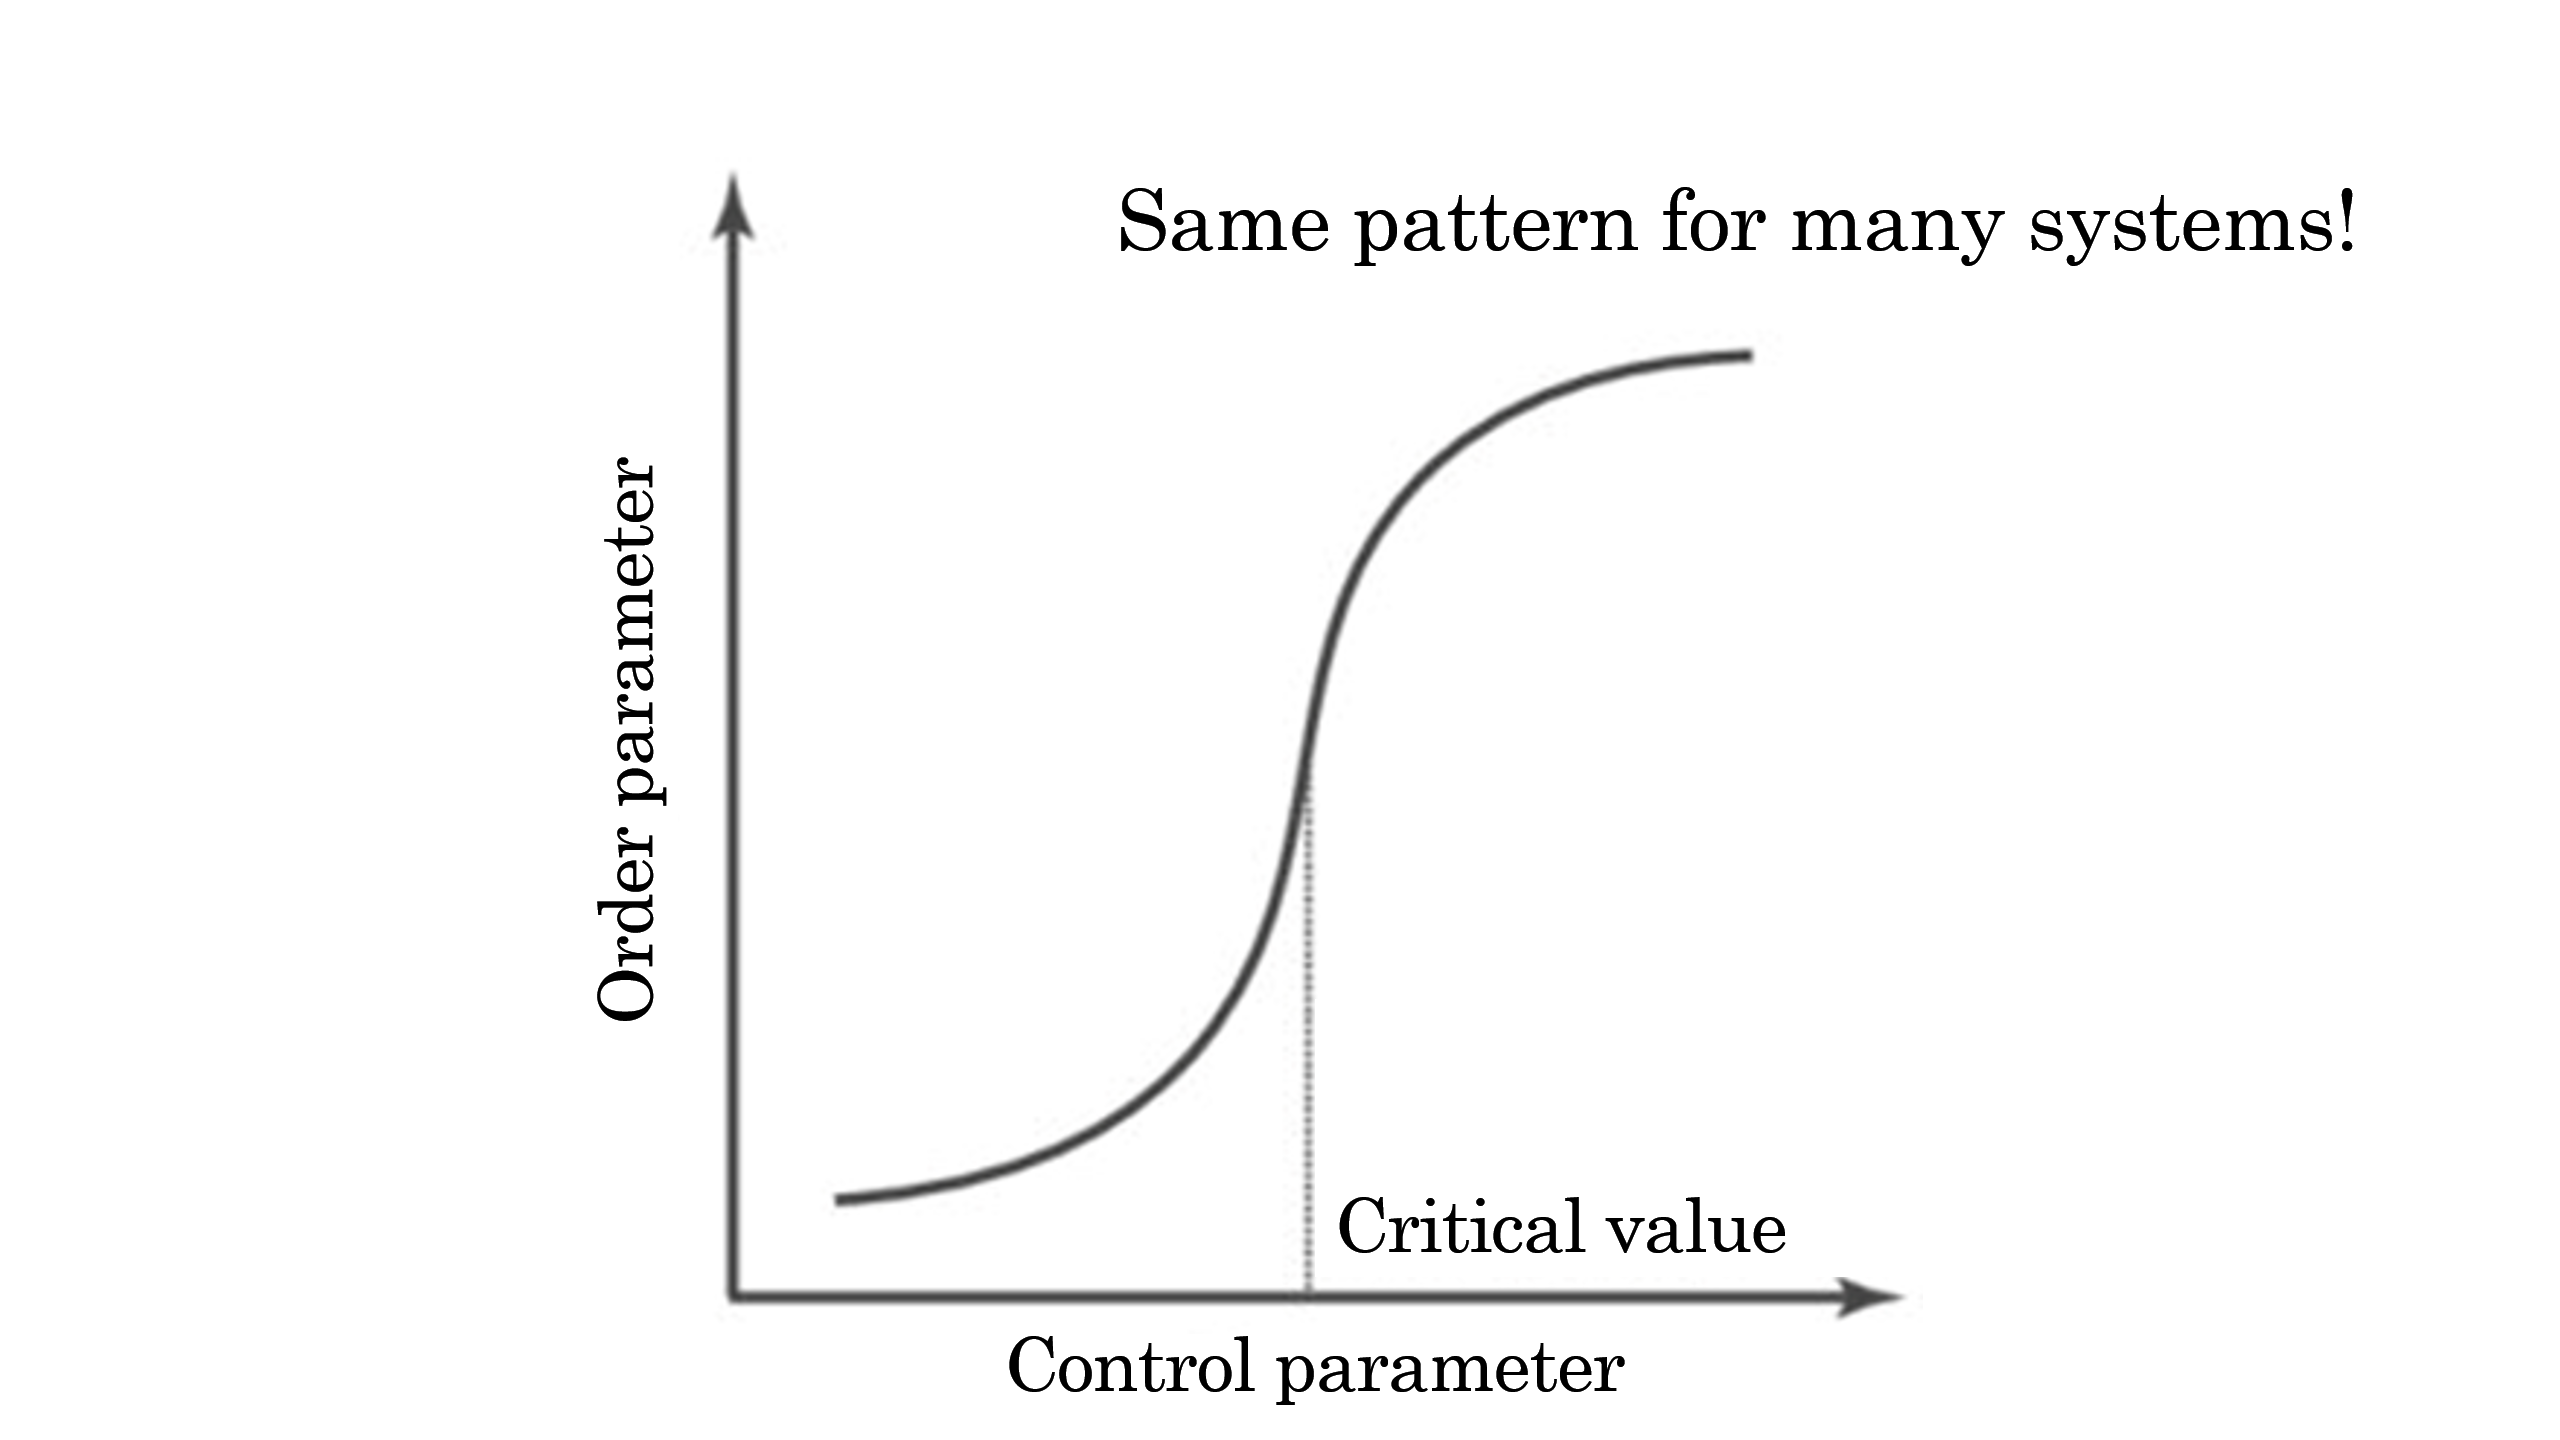 Same pattern for many systems!
Order parameter
Critical value
Control parameter